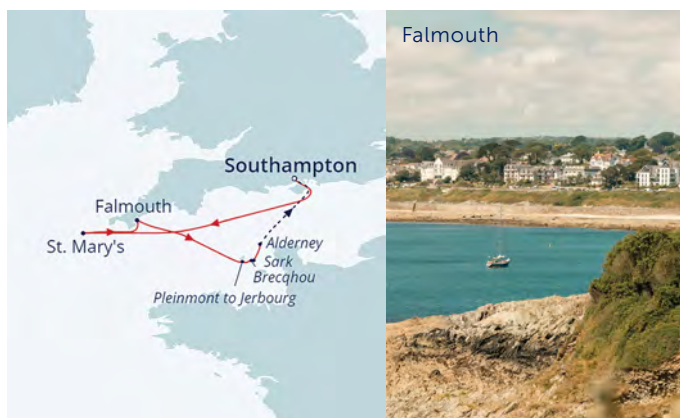 Falmouth
Southampton
Falmouth
St. Mary's
Alderney
Sark
Brecqhou
Pleinmont to Jerbourg